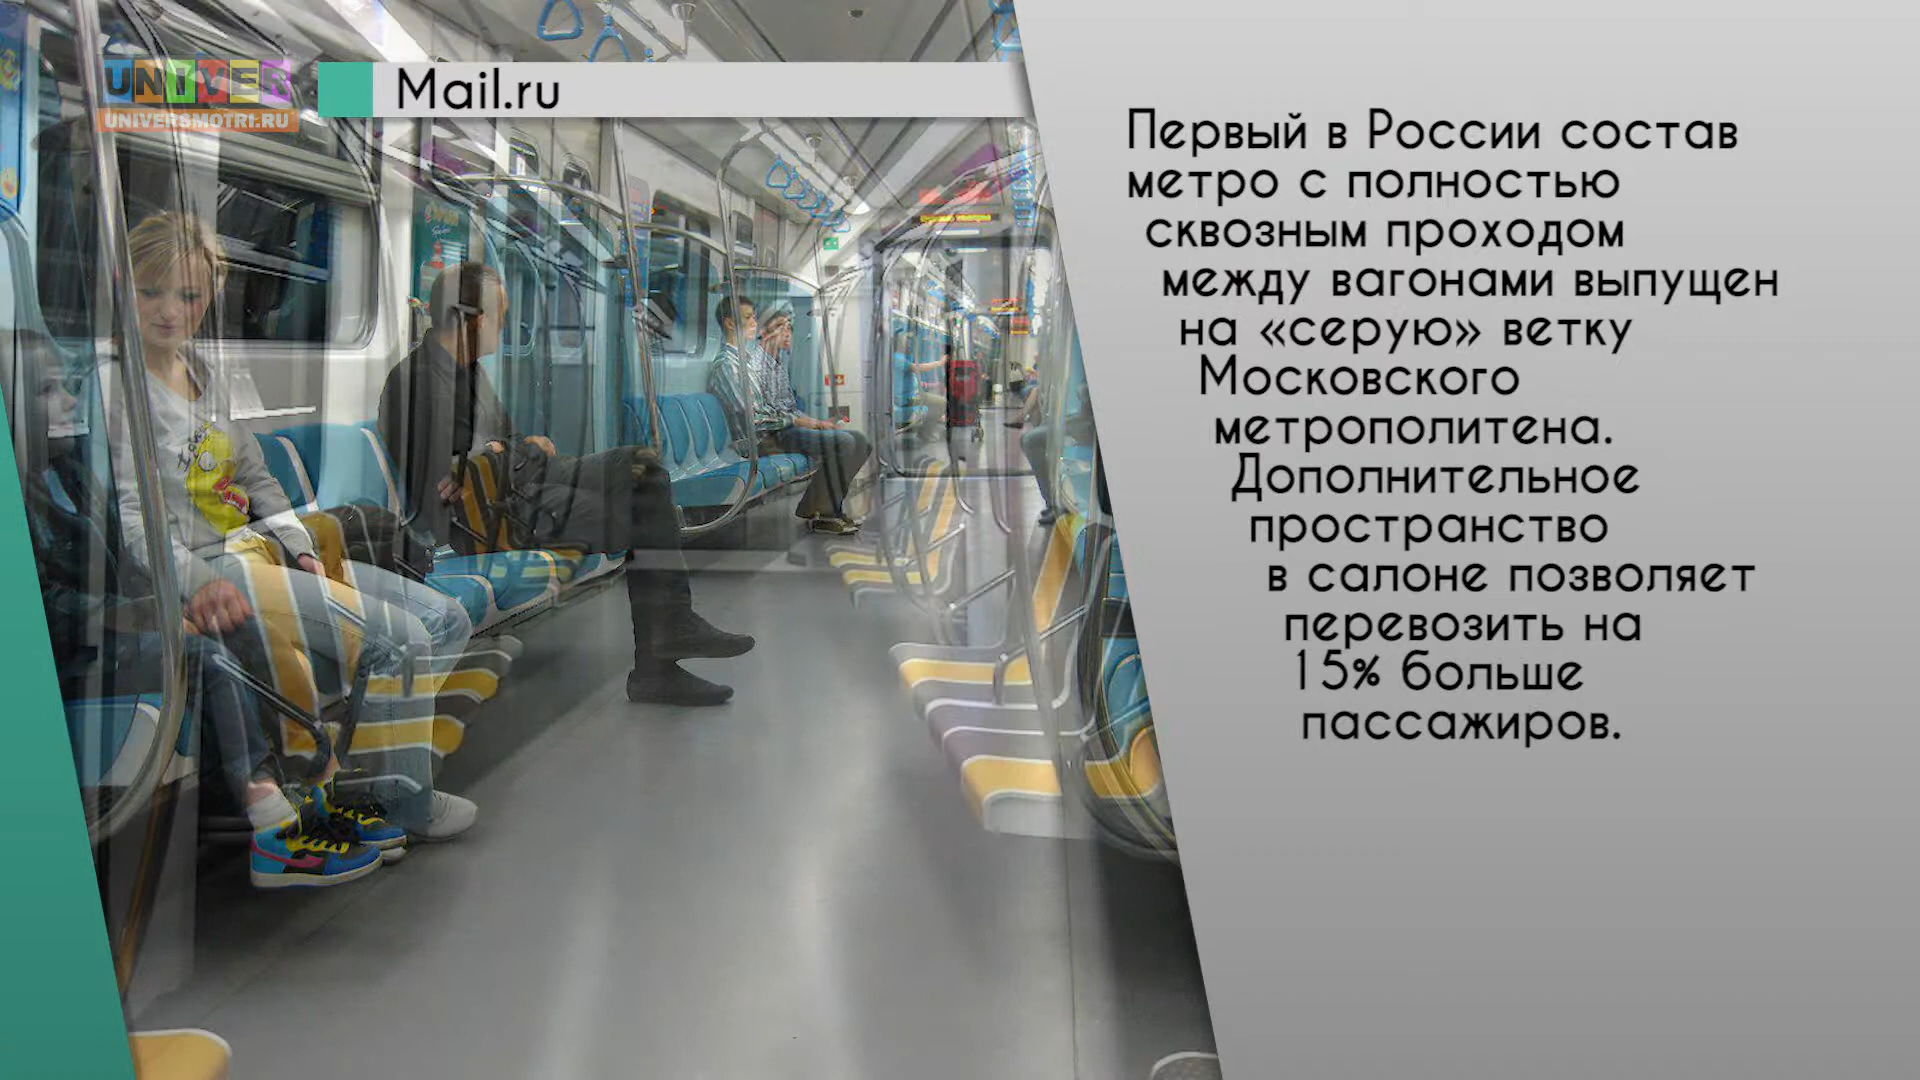 UNIVER
UNIVERSMOTRI.RU
Mail.ru
Первый в России состав
метро с полностью
сквозным проходом
между вагонами выпущен
на «серую» ветку
Московского
метрополитена.
Дополнительное
пространство
в салоне позволяет
перевозить на
15% больше
пассажиров.